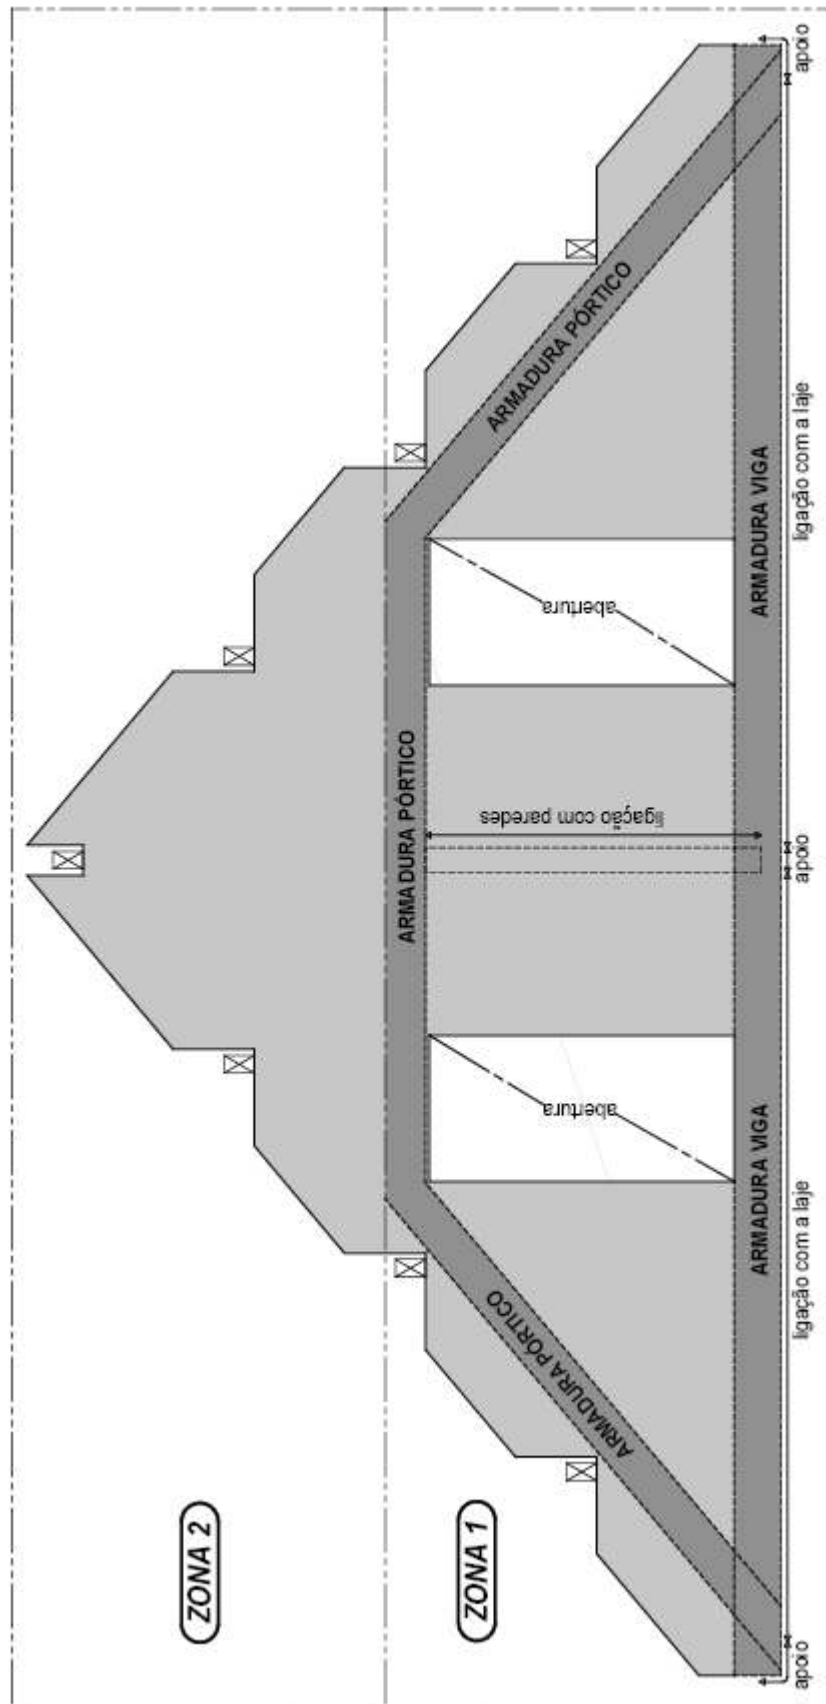 ZONA 2
ZONA 1
ARMADURA PÓRTICO
ARMADURA PÓRTICO
ARMADURA PÓRTICO
abertura
ligação com paredes
abertura
ARMADURA VIGA
ARMADURA VIGA
apoio
ligação com a laje
apoio
ligação com a laje
apoio